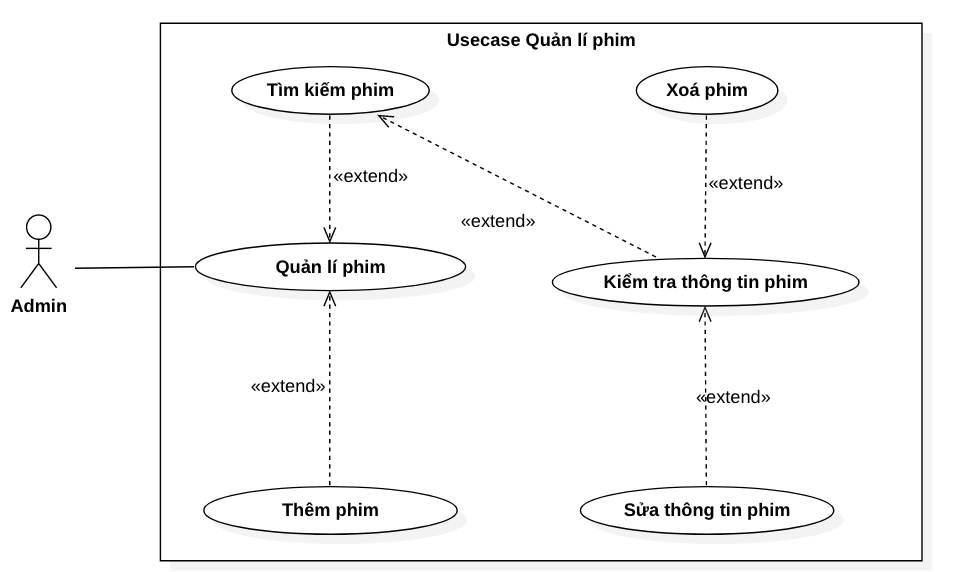 Usecase Quản lí phim
Tìm kiếm phim
Xoá phim
«extend»
«extend»
«extend»
Quản lí phim
Kiểm tra thông tin phim
Admin
«extend»
«extend»
Thêm phim
Sửa thông tin phim